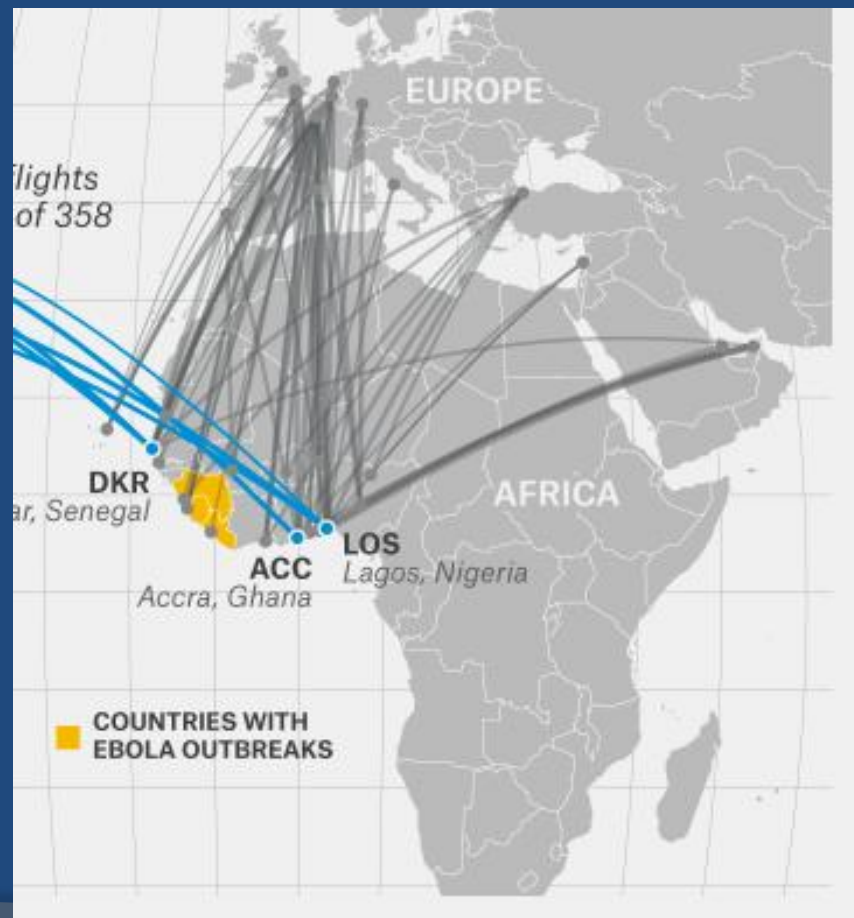 EUROPE
flights
of 358
DKR
ar, Senegal
AFRICA
LOS
Lagos, Nigeria
ACC
Accra, Ghana
COUNTRIES WITH
EBOLA OUTBREAKS